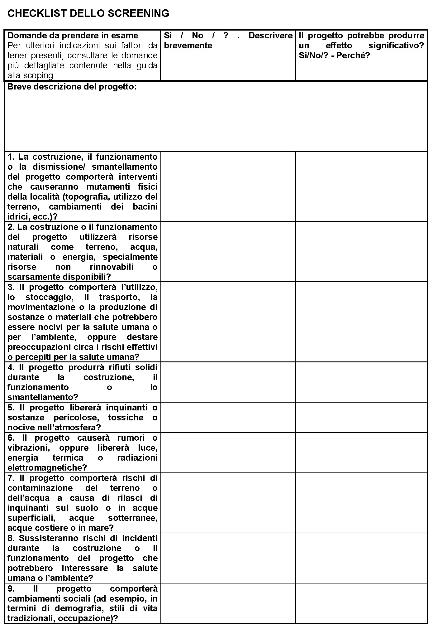 CHECKLIST DELLO SCREENING
Domande da prendere in esame
Per ulteriori indicazioni sui fattori da
tener presenti, consultare le domande
più dettagliate contenute nella guida
alla scoping
Si / No / ? . Descrivere
brevemente
Il progetto potrebbe produrre
un effetto significativo?
Si/No/? - Perché?
Breve descrizione del progetto:
1. La costruzione, il funzionamento
o la dismissione/ smantellamento
del progetto comporterà interventi
che causeranno mutamenti fisici
della località (topografia, utilizzo del
terreno, cambiamenti dei bacini
idrici, ecc.)?
2. La costruzione o il funzionamento
del progetto utilizzerà risorse
naturali come terreno, acqua,
materiali o energia, specialmente
risorse non rinnovabili o
scarsamente disponibili?
3. Il progetto comporterà l'utilizzo,
lo stoccaggio, il trasporto, la
movimentazione o la produzione di
sostanze o materiali che potrebbero
essere nocivi per la salute umana o
per l'ambiente, oppure destare
preoccupazioni circa i rischi effettivi
o percepiti per la salute umana?
4. Il progetto produrrà rifiuti solidi
durante la costruzione, il
funzionamento o lo
smantellamento?
5. Il progetto libererà inquinanti o
sostanze pericolose, tossiche o
nocive nell'atmosfera?
6. Il progetto causerà rumori o
vibrazioni, oppure libererà luce,
energia termica o radiazioni
elettromagnetiche?
7. Il progetto comporterà rischi di
contaminazione del terreno o
dell'acqua a causa di rilasci di
inquinanti sul suolo o in acque
superficiali, acque sotterranee,
acque costiere o in mare?
8. Sussisteranno rischi di incidenti
durante la costruzione o il
funzionamento del progetto che
potrebbero interessare la salute
umana o l'ambiente?
9. Il progetto comporterà
cambiamenti sociali (ad esempio, in
termini di demografia, stili di vita
tradizionali, occupazione)?